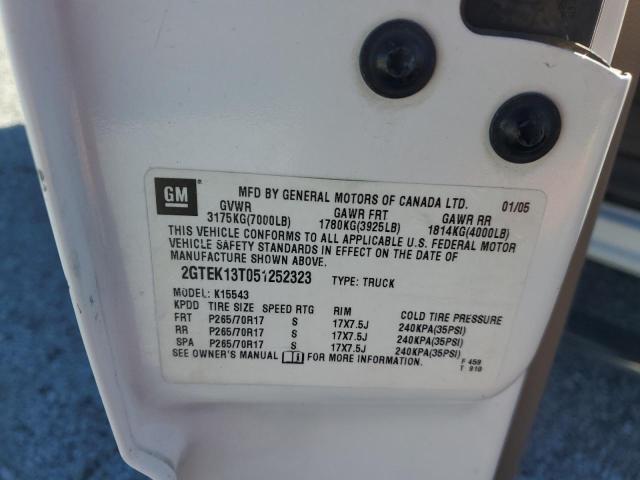 GM
MFD BY GENERAL MOTORS OF CANADA LTD. 01/05
GVWR GAWR FRT GAWR RR
3175KG(7000LB) 1780KG(3925LB) 1814KG(4000LB)
THIS VEHICLE CONFORMS TO ALL APPLICABLE U.S. FEDERAL MOTOR
VEHICLE SAFETY STANDARDS IN EFFECT ON THE DATE OF
MANUFACTURE SHOWN ABOVE.
2GTEK13T051252323 TYPE: TRUCK
MODEL: K15543
KPDD TIRE SIZE SPEED RTG RIM COLD TIRE PRESSURE
FRT P265/70R17 S 17X7.5J 240KPA(35PSI)
RR P265/70R17 S 17X7.5J 240KPA(35PSI)
SPA P265/70R17 S 17X7.5J 240KPA(35PSI)
SEE OWNER'S MANUAL FOR MORE INFORMATION.
F 459
T 910